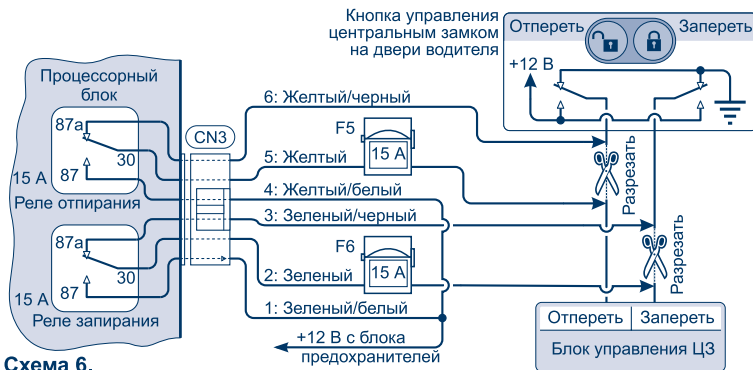 Кнопка управления
центральным замком
на двери водителя
Отпереть
Запереть
+12 В
Процессорный
блок
87a
30
87
15 А
Реле отпирания
87a
30
87
15 А
Реле запирания
CN3
6: Желтый/черный
F5
15 А
5: Желтый
4: Желтый/белый
3: Зеленый/черный
F6
15 А
2: Зеленый
1: Зеленый/белый
+12 В с блока
предохранителей
Разрезать
Разрезать
Отпереть
Запереть
Блок управления ЦЗ
Схема 6.